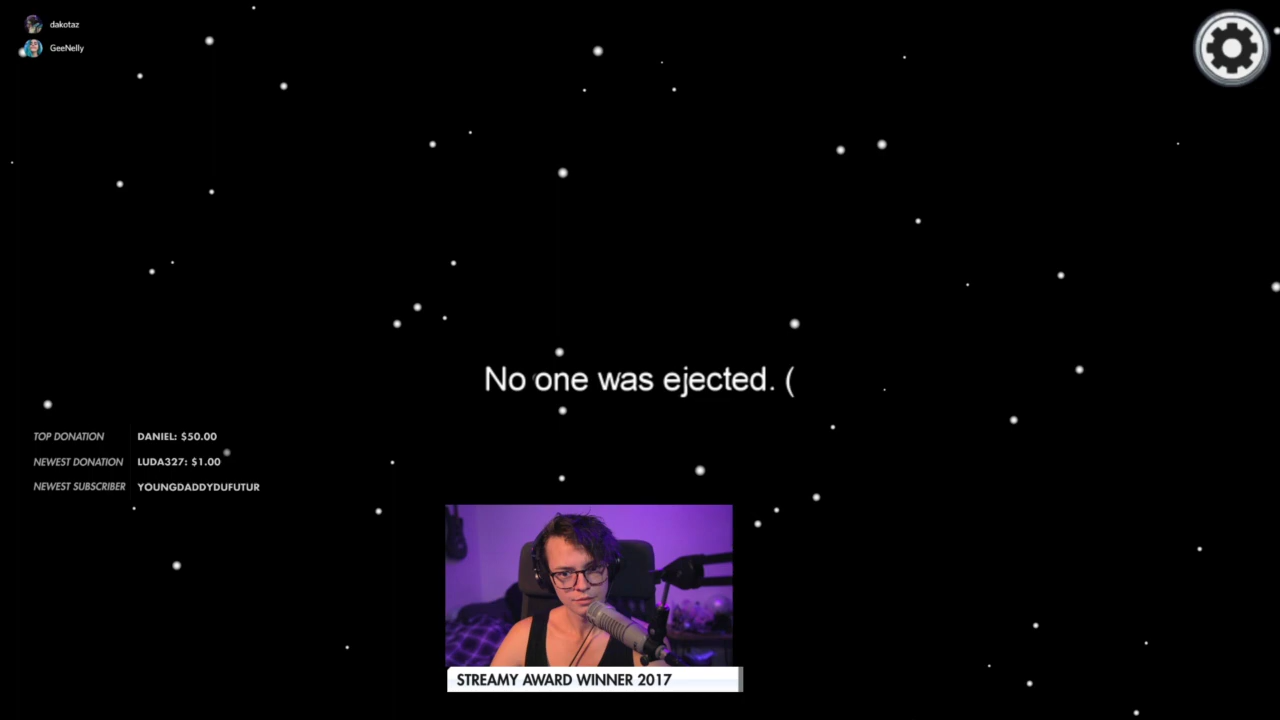 dakotaz
GeeNelly
No one was ejected. (
TOP DONATION DANIEL: $50.00
NEWEST DONATION LUDA327: $1.00
NEWEST SUBSCRIBER YOUNGDADDYDUFUTUR
STREAMY AWARD WINNER 2017